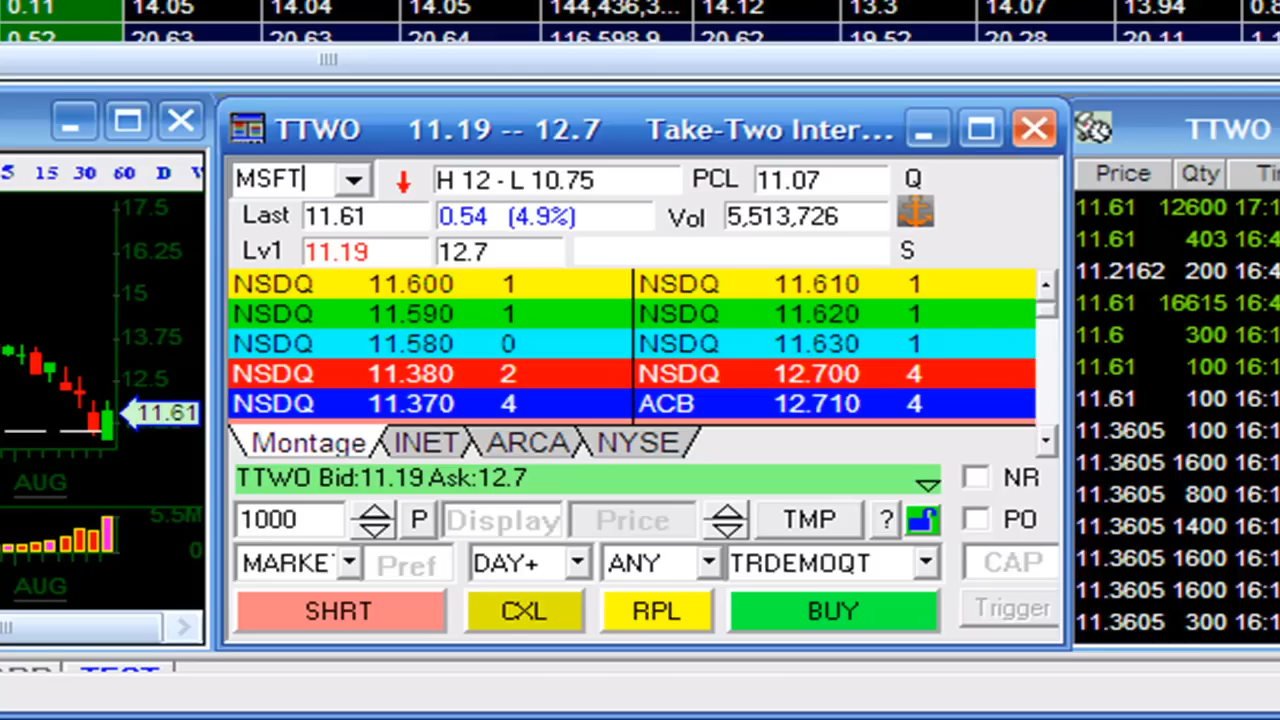 0.11 14.05 14.04 14.05 144,436,3... 14.12 13.3 14.07 13.94
0.52 20.63 20.63 20.64 116,598,9... 20.62 19.52 20.28 20.11
TTWO 11.19 -- 12.7 Take-Two Inter...
TTWO
5 15 30 60 D
17.5
16.25
15
13.75
12.5
11.61
AUG
5.5M
0
AUG
MSFT H 12 - L 10.75 PCL 11.07 Q
Last 11.61 0.54 (4.9%) Vol 5,513,726
Lv1 11.19 12.7 S
NSDQ 11.600 1 NSDQ 11.610 1
NSDQ 11.590 1 NSDQ 11.620 1
NSDQ 11.580 0 NSDQ 11.630 1
NSDQ 11.380 2 NSDQ 12.700 4
NSDQ 11.370 4 ACB 12.710 4
Montage INET ARCA NYSE
TTWO Bid:11.19 Ask:12.7 NR
1000 P Display Price TMP ? PO
MARKE Pref DAY+ ANY TRDEMOQT CAP
SHRT CXL RPL BUY Trigger
Price Qty
11.61 12600 17:1
11.61 403 16:4
11.2162 200 16:4
11.61 16615 16:4
11.6 300 16:
11.61 100 16:
11.61 100 16:
11.3605 100 16:
11.3605 1600 16:
11.3605 800 16:
11.3605 1400 16:
11.3605 1600 16:
11.3605 1600 16:
11.3605 300 16:
TEST